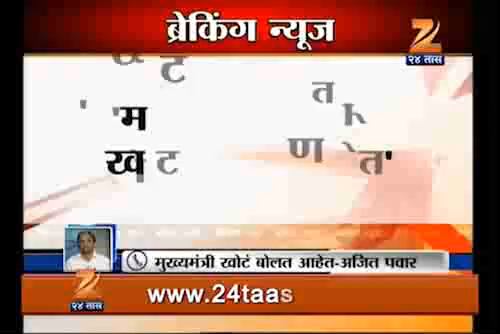 ब्रेकिंग न्यूज
२४ तास
मुख्यमंत्री खोटं बोलत आहेत-अजित पवार
२४ तास
www.24taas